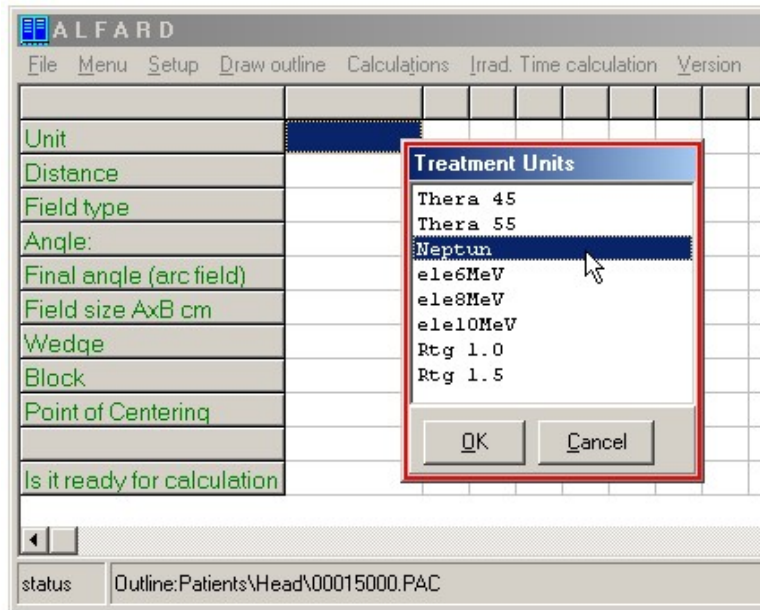 ALFARD
File Menu Setup Draw outline Calculations Irrad. Time calculation Version
Unit
Distance
Field type
Angle:
Final angle (arc field)
Field size AxB cm
Wedge
Block
Point of Centering
Is it ready for calculation
Treatment Units
Thera 45
Thera 55
Neptun
ele6MeV
ele8MeV
ele10MeV
Rtg 1.0
Rtg 1.5
OK Cancel
status Outline:Patients\Head\00015000.PAC